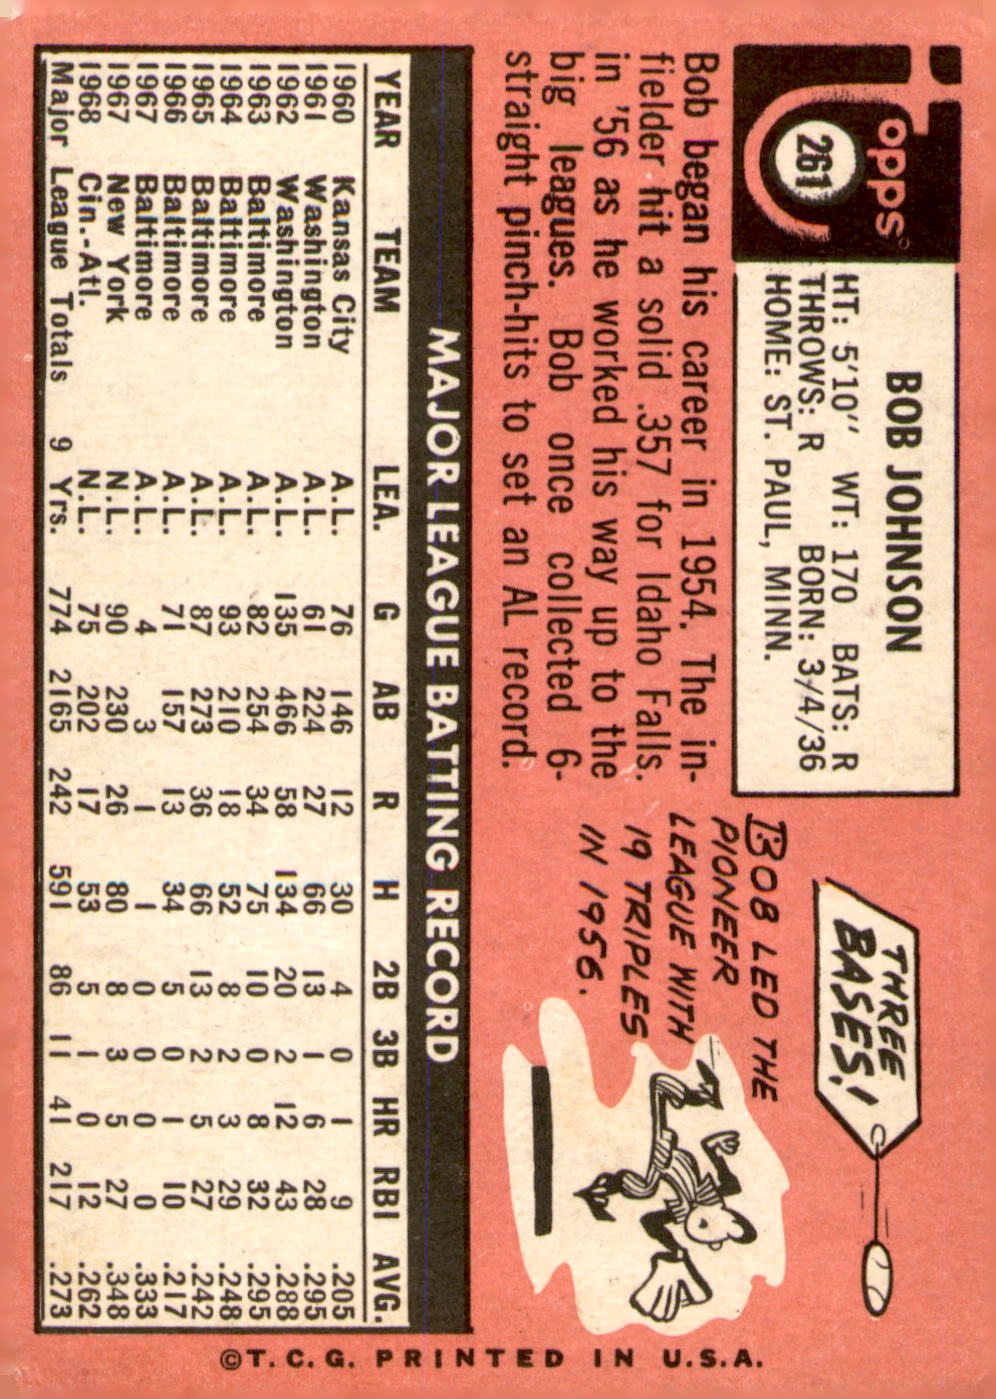 Topps®
261
BOB JOHNSON
HT: 5'10" WT: 170 BATS: R
THROWS: R BORN: 3/4/36
HOME: ST. PAUL, MINN.
Bob began his career in 1954. The in-
fielder hit a solid .357 for Idaho Falls.
in '56 as he worked his way up to the
big leagues. Bob once collected 6-
straight pinch-hits to set an AL record.
THREE
BASES!
BOB LED THE
PIONEER
LEAGUE WITH
19 TRIPLES
IN 1956.
MAJOR LEAGUE BATTING RECORD
YEAR TEAM LEA. G AB R H 2B 3B HR RBI AVG.
1960 Kansas City A.L. 76 146 12 30 4 0 1 9 .205
1961 Washington A.L. 61 224 27 66 13 1 6 28 .295
1962 Washington A.L. 135 466 58 134 20 2 12 43 .288
1963 Baltimore A.L. 82 254 34 75 10 0 8 32 .295
1964 Baltimore A.L. 93 210 18 52 8 2 3 29 .248
1965 Baltimore A.L. 87 273 36 66 13 2 5 27 .242
1966 Baltimore A.L. 71 157 13 34 5 0 1 10 .217
1967 Baltimore A.L. 4 3 1 1 0 0 0 0 .333
1967 New York N.L. 90 230 26 80 8 3 5 27 .348
1968 Cin.-Atl. N.L. 75 202 17 53 5 1 0 12 .262
Major League Totals 9 Yrs. 774 2165 242 591 86 11 41 217 .273
©T.C.G. PRINTED IN U.S.A.